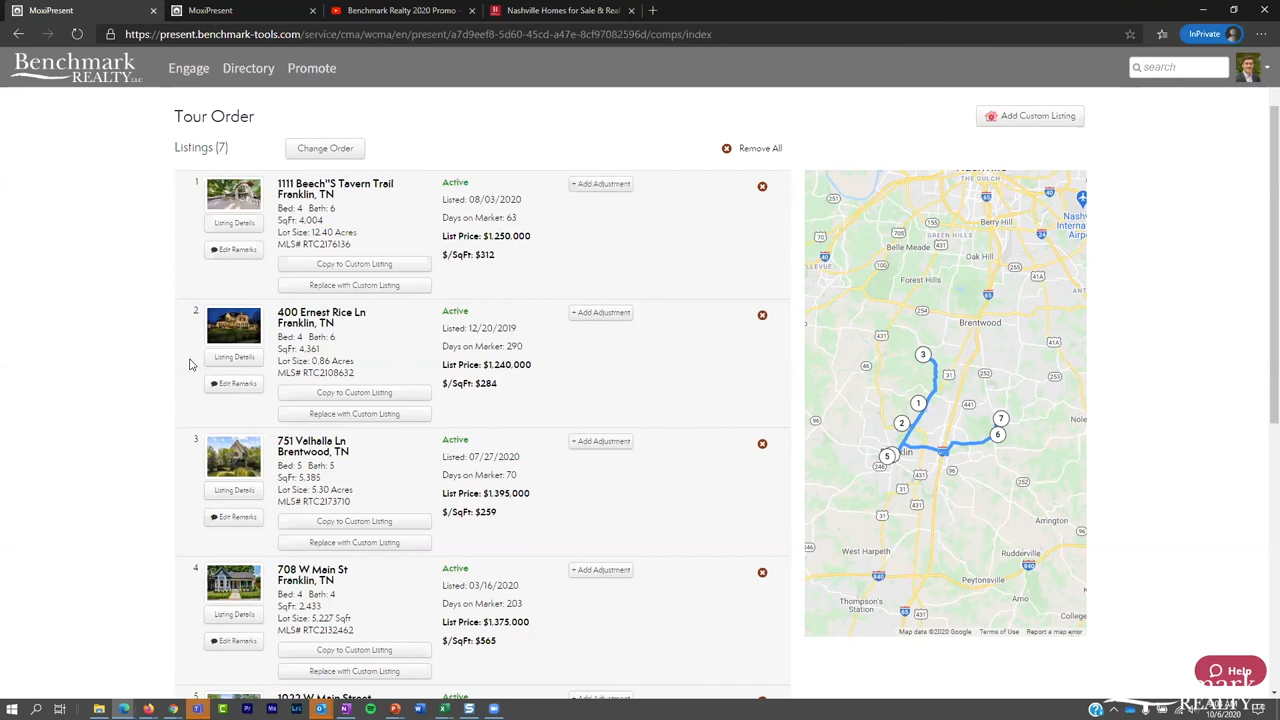 MoxiPresent
MoxiPresent
Benchmark Realty 2020 Promo
Nashville Homes for Sale & Real
https://present.benchmark-tools.com/service/cma/wcma/en/present/a7d9eef8-5d60-45cd-a47e-8cf97082596d/comps/index
InPrivate
Benchmark
REALTY, LLC
Engage
Directory
Promote
search
Tour Order
Add Custom Listing
Listings (7)
Change Order
Remove All
1
1111 Beech''S Tavern Trail
Franklin, TN
Bed: 4 Bath: 6
SqFt: 4,004
Lot Size: 12.40 Acres
MLS# RTC2176136
Listing Details
Edit Remarks
Copy to Custom Listing
Replace with Custom Listing
Active
Listed: 08/03/2020
Days on Market: 63
List Price: $1,250,000
$/SqFt: $312
+ Add Adjustment
2
400 Ernest Rice Ln
Franklin, TN
Bed: 4 Bath: 6
SqFt: 4,361
Lot Size: 0.86 Acres
MLS# RTC2108632
Listing Details
Edit Remarks
Copy to Custom Listing
Replace with Custom Listing
Active
Listed: 12/20/2019
Days on Market: 290
List Price: $1,240,000
$/SqFt: $284
+ Add Adjustment
3
751 Valhalla Ln
Brentwood, TN
Bed: 5 Bath: 5
SqFt: 5,385
Lot Size: 5.30 Acres
MLS# RTC2173710
Listing Details
Edit Remarks
Copy to Custom Listing
Replace with Custom Listing
Active
Listed: 07/27/2020
Days on Market: 70
List Price: $1,395,000
$/SqFt: $259
+ Add Adjustment
4
708 W Main St
Franklin, TN
Bed: 4 Bath: 4
SqFt: 2,433
Lot Size: 5,227 Sqft
MLS# RTC2132462
Listing Details
Edit Remarks
Copy to Custom Listing
Replace with Custom Listing
Active
Listed: 03/16/2020
Days on Market: 203
List Price: $1,375,000
$/SqFt: $565
+ Add Adjustment
5
1022 W Main Street
Active
+ Add Adjustment
THE GULCH
Berry Hill
GREEN HILLS
Belle Meade
Oak Hill
Forest Hills
Brentwood
Arrington
West Harpeth
Rudderville
Peytonsville
Arno
Thompson's
Station
College
Map data ©2020 Google
Terms of Use
Report a map error
Help
REALTY
10/6/2020